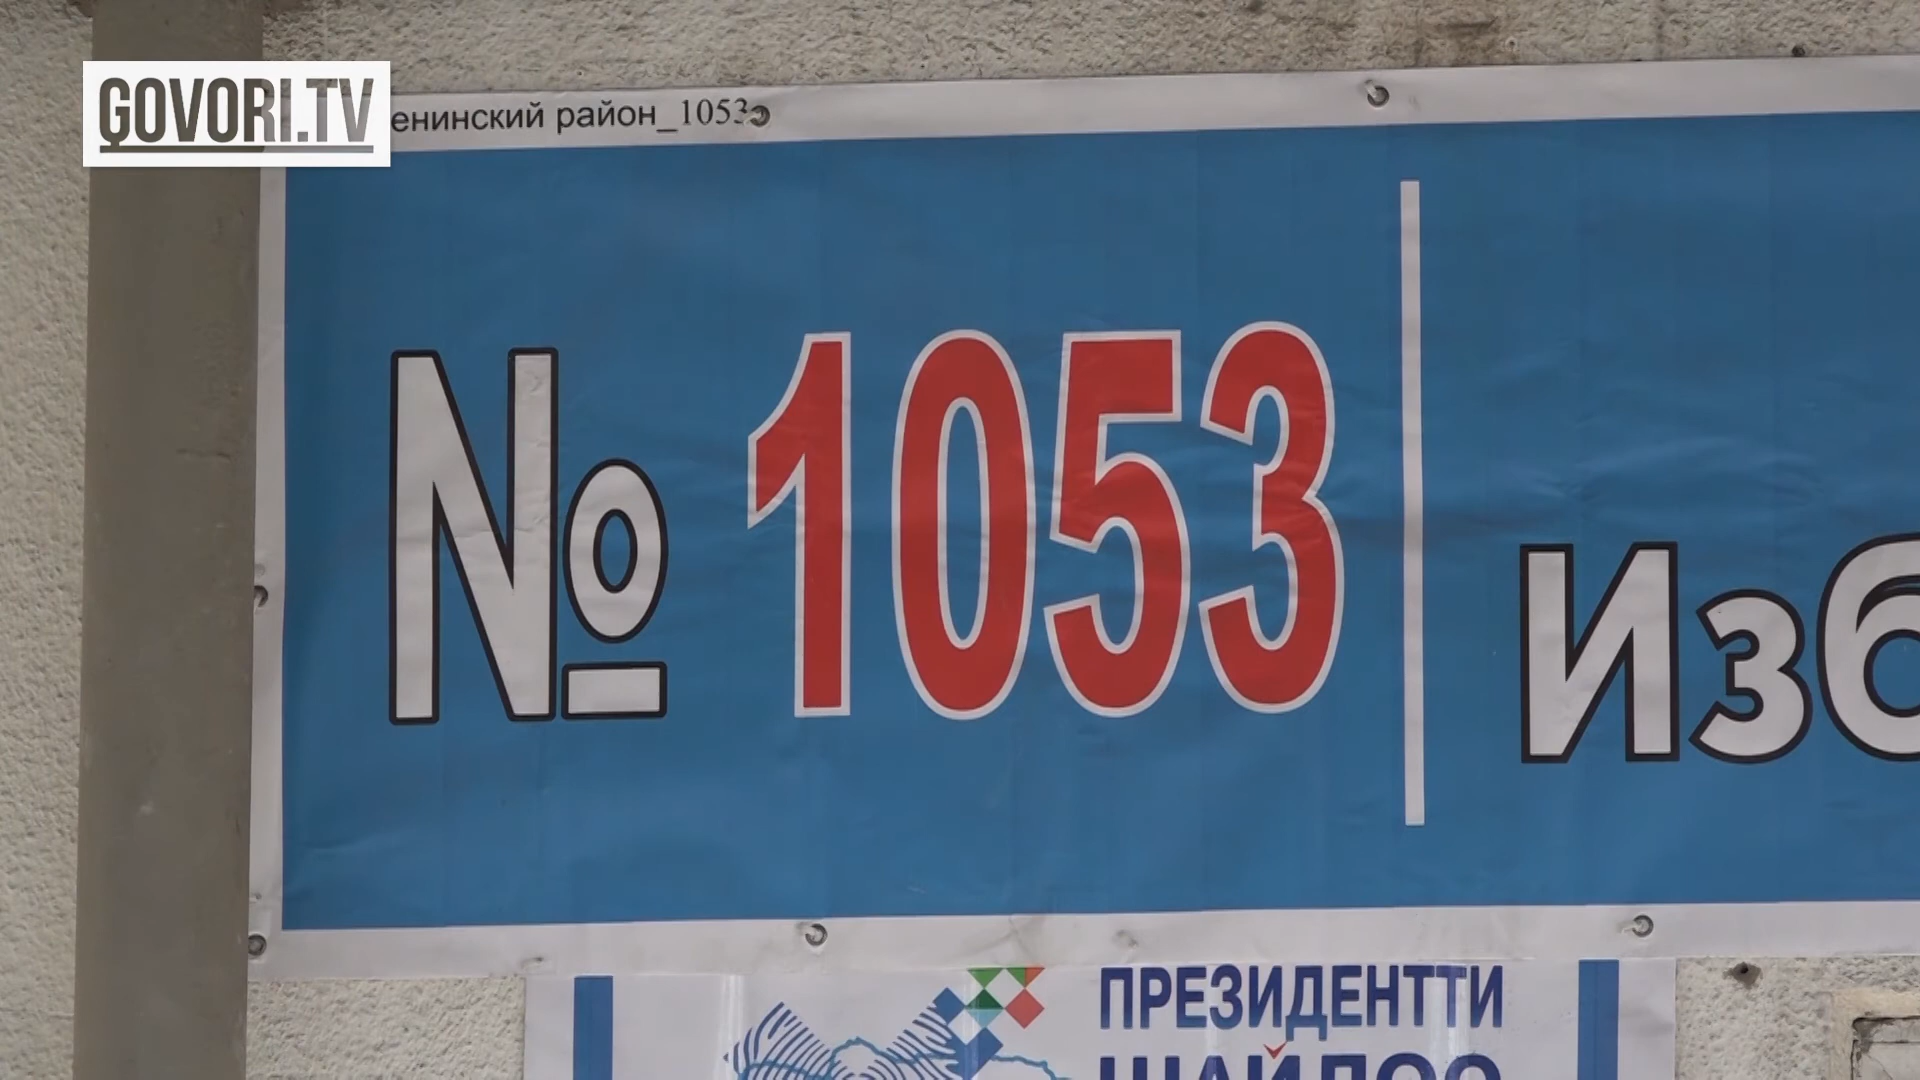 GOVORI.TV
енинский район_1053
№ 1053
Изб
ПРЕЗИДЕНТТИ
ШАЙЛОО